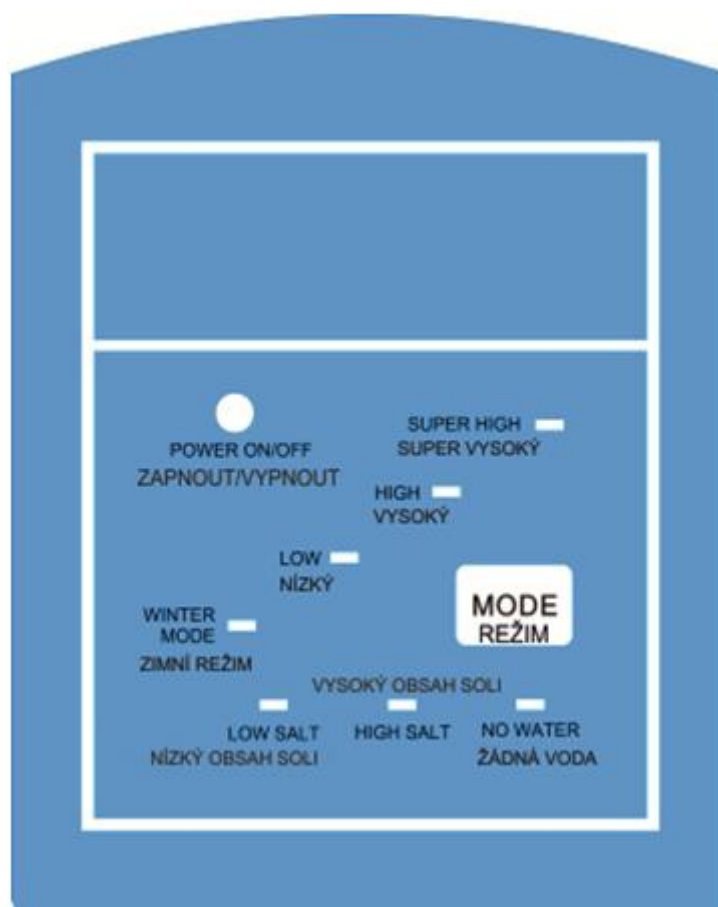 POWER ON/OFF
ZAPNOUT/VYPNOUT
SUPER HIGH
SUPER VYSOKÝ
HIGH
VYSOKÝ
LOW
NÍZKÝ
WINTER
MODE
ZIMNÍ REŽIM
MODE
REŽIM
VYSOKÝ OBSAH SOLI
LOW SALT
NÍZKÝ OBSAH SOLI
HIGH SALT
NO WATER
ŽÁDNÁ VODA